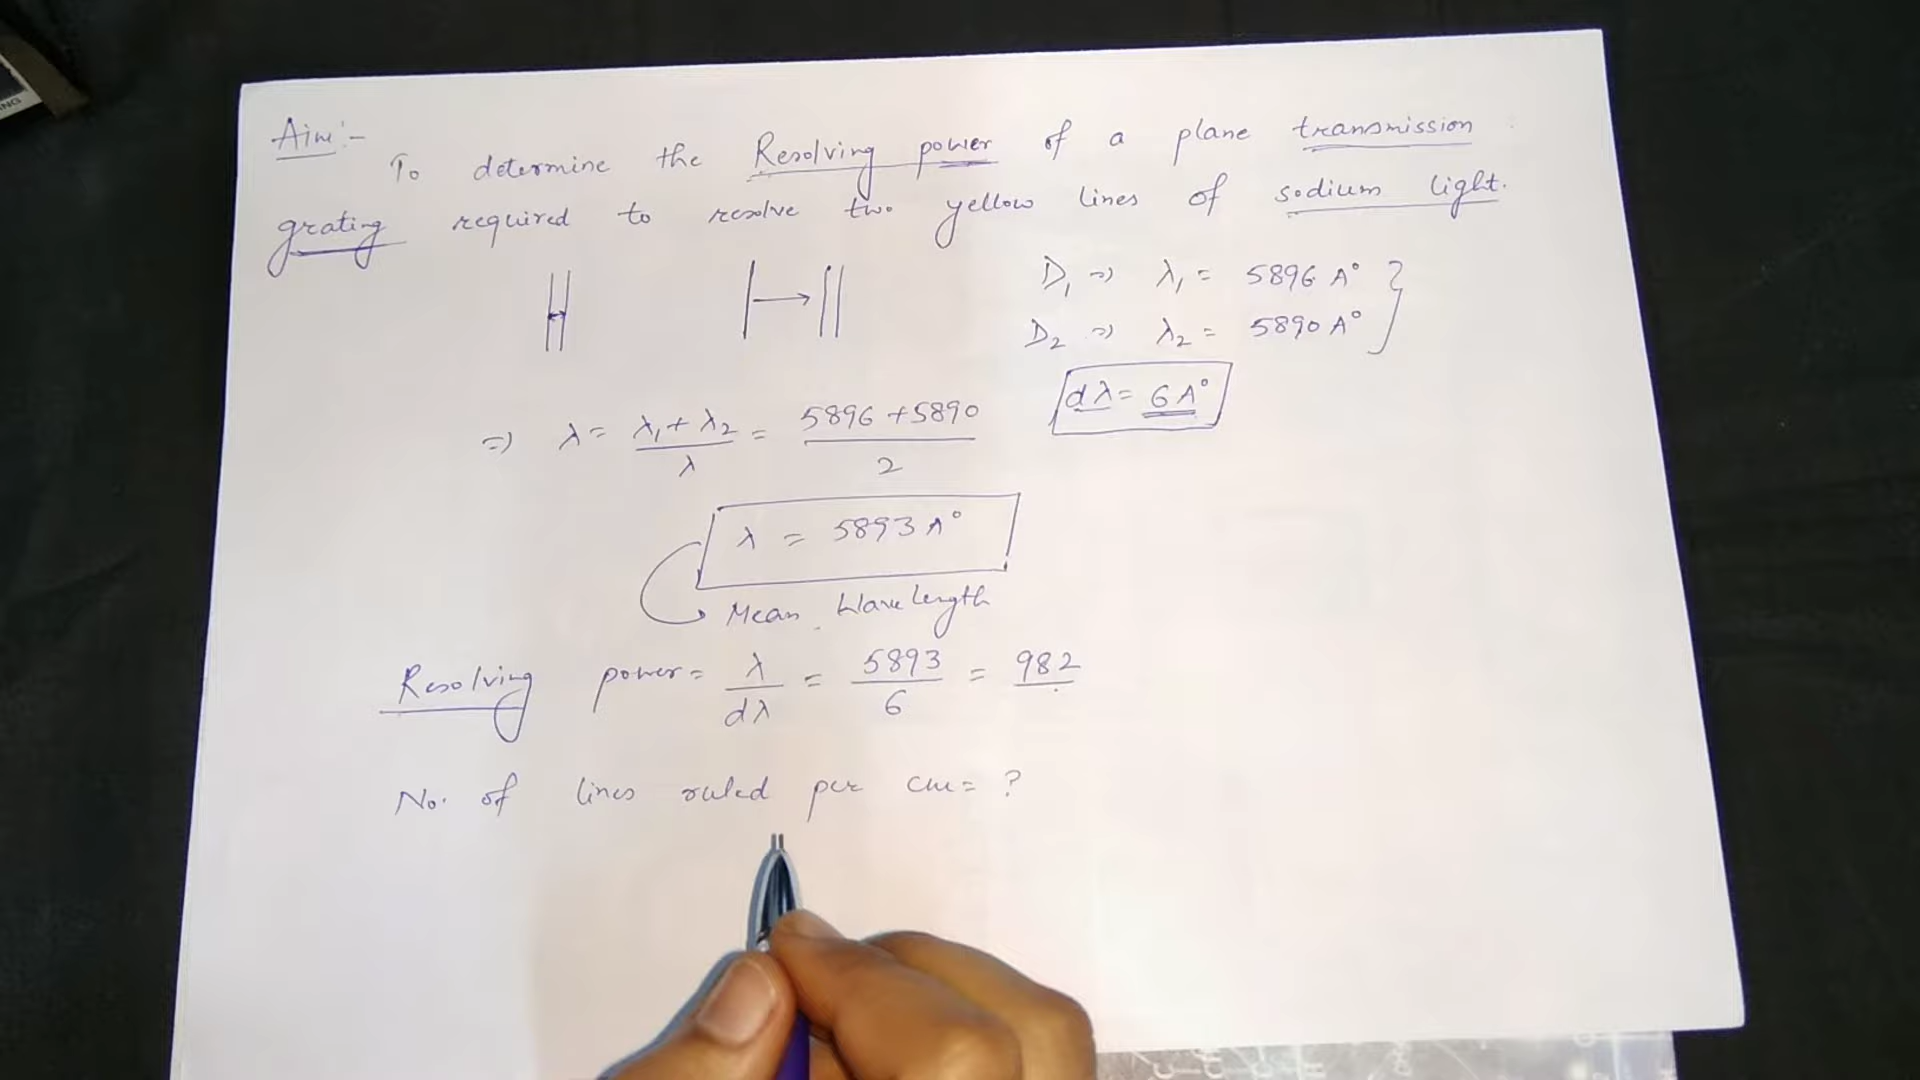 Aim:-
To determine the Resolving power of a plane transmission
grating required to resolve two yellow lines of sodium light.
D₁ ⇒ λ₁ = 5896 A°
D₂ ⇒ λ₂ = 5890 A°
dλ = 6 A°
⇒ λ = λ₁ + λ₂ / λ = 5896 + 5890 / 2
λ = 5893 A°
Mean Wavelength
Resolving power = λ / dλ = 5893 / 6 = 982
No. of lines ruled per cm = ?